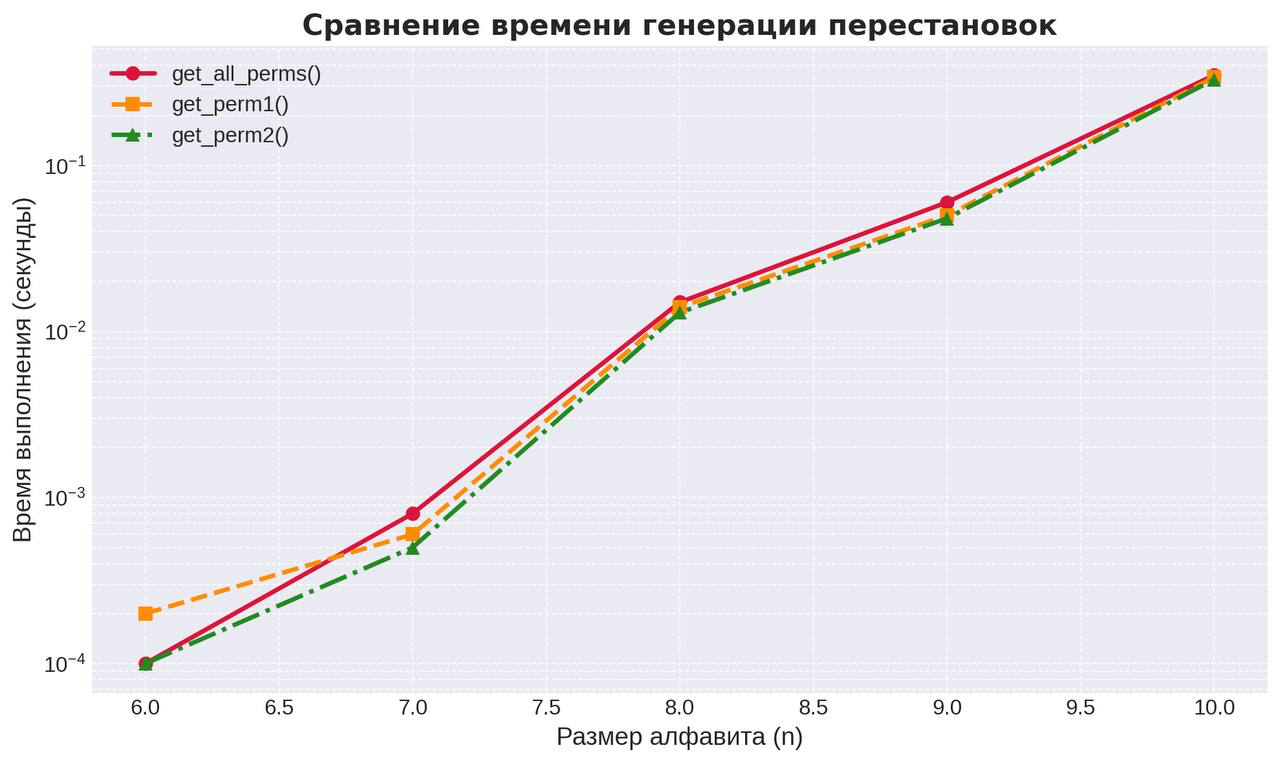 Сравнение времени генерации перестановок
get_all_perms()
get_perm1()
get_perm2()
Время выполнения (секунды)
10⁻¹
10⁻²
10⁻³
10⁻⁴
6.0 6.5 7.0 7.5 8.0 8.5 9.0 9.5 10.0
Размер алфавита (n)